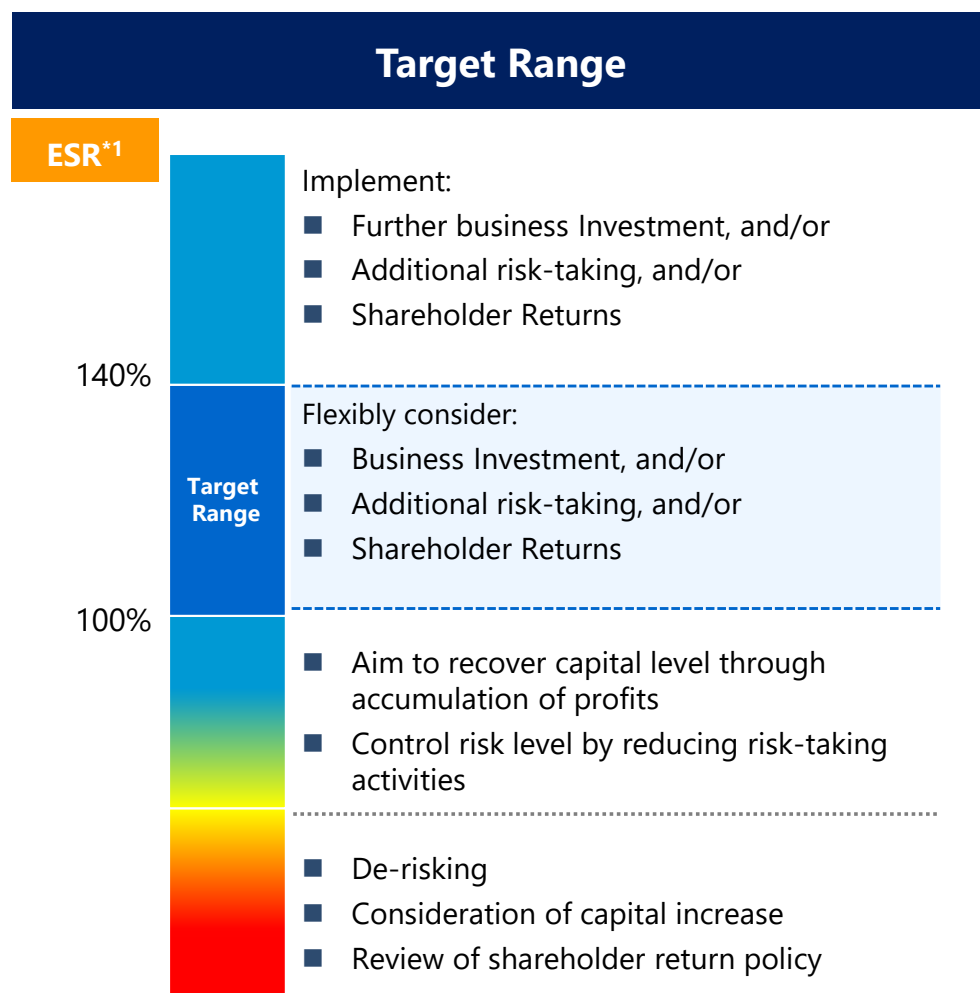 Target Range
ESR*1
Implement:
■ Further business Investment, and/or
■ Additional risk-taking, and/or
■ Shareholder Returns
140%
Flexibly consider:
■ Business Investment, and/or
■ Additional risk-taking, and/or
■ Shareholder Returns
Target
Range
100%
■ Aim to recover capital level through
accumulation of profits
■ Control risk level by reducing risk-taking
activities
■ De-risking
■ Consideration of capital increase
■ Review of shareholder return policy